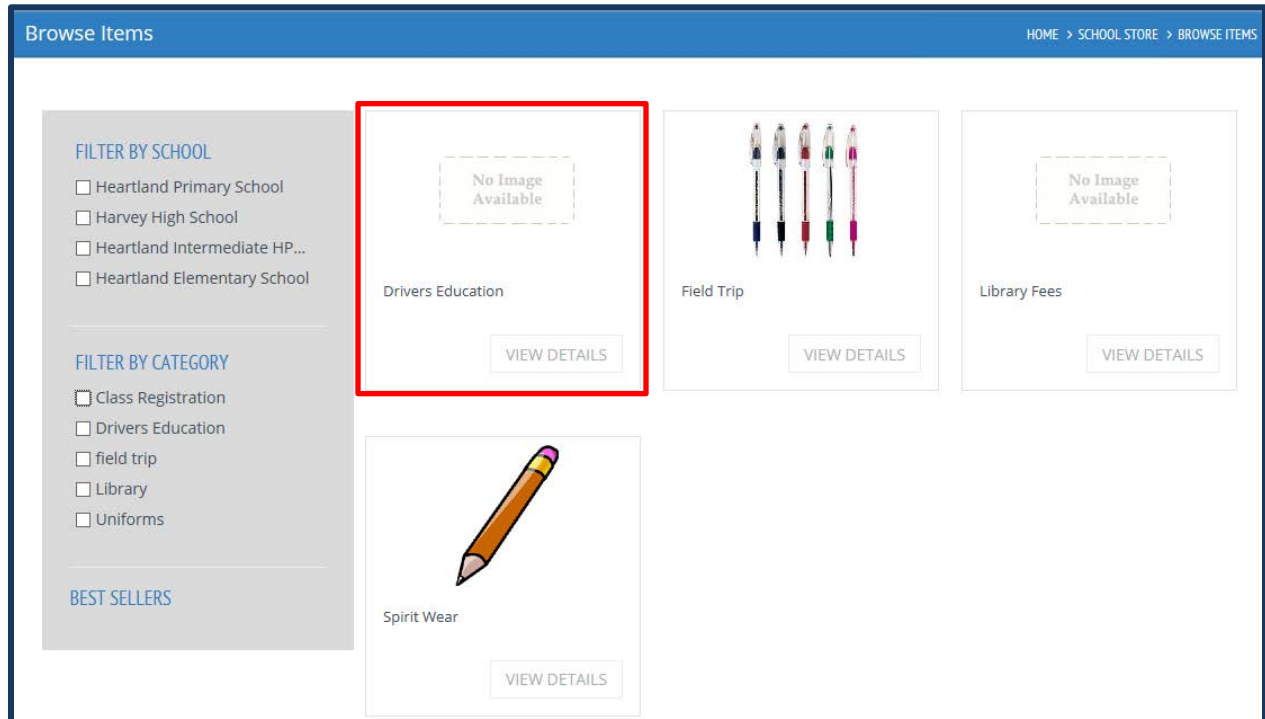 Browse Items
HOME > SCHOOL STORE > BROWSE ITEMS
FILTER BY SCHOOL
Heartland Primary School
Harvey High School
Heartland Intermediate HP...
Heartland Elementary School
FILTER BY CATEGORY
Class Registration
Drivers Education
field trip
Library
Uniforms
BEST SELLERS
No Image
Available
Drivers Education
VIEW DETAILS
Field Trip
VIEW DETAILS
No Image
Available
Library Fees
VIEW DETAILS
Spirit Wear
VIEW DETAILS